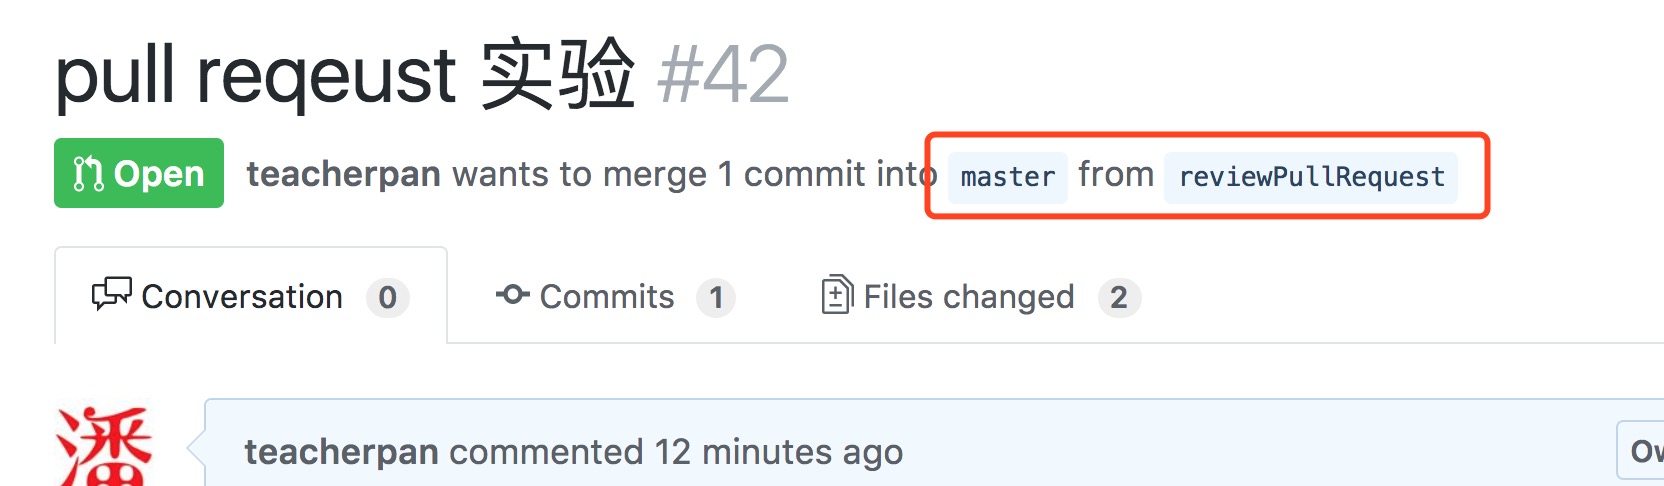 pull reqeust 实验 #42
Open teacherpan wants to merge 1 commit into master from reviewPullRequest
Conversation 0 Commits 1 Files changed 2
潘
teacherpan commented 12 minutes ago